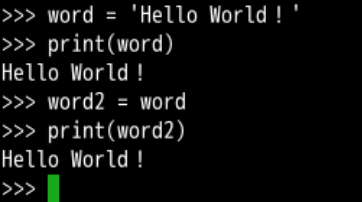 >>> word = 'Hello World！'
>>> print(word)
Hello World！
>>> word2 = word
>>> print(word2)
Hello World！
>>>